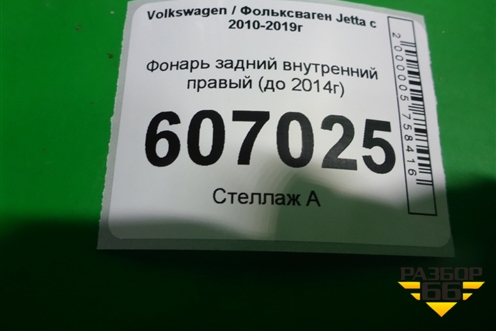 Volkswagen / Фольксваген Jetta с
2010-2019г
Фонарь задний внутренний
правый (до 2014г)
607025
Стеллаж А
2000005758416
РАЗБОР
66